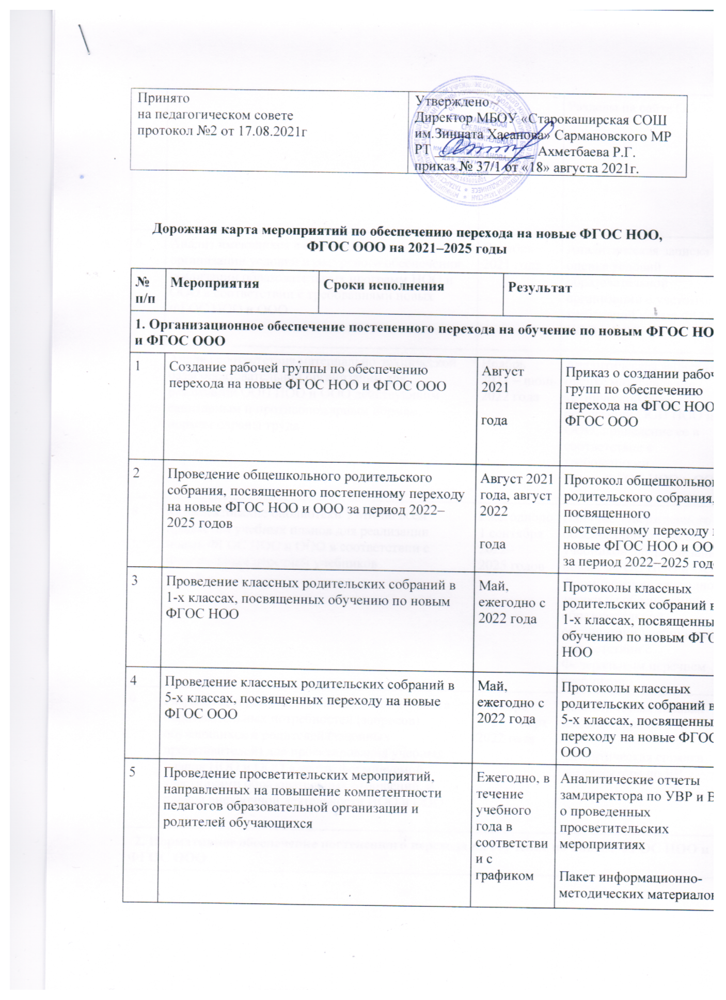 Принято
на педагогическом совете
протокол №2 от 17.08.2021г
Утверждено
Директор МБОУ «Старокаширская СОШ
им.Зинната Хасанова» Сармановского МР
РТ Ахметбаева Р.Г.
приказ № 37/1 от «18» августа 2021г.
Дорожная карта мероприятий по обеспечению перехода на новые ФГОС НОО,
ФГОС ООО на 2021–2025 годы
№
п/п
Мероприятия
Сроки исполнения
Результат
1. Организационное обеспечение постепенного перехода на обучение по новым ФГОС НО
и ФГОС ООО
1
Создание рабочей группы по обеспечению
перехода на новые ФГОС НОО и ФГОС ООО
Август
2021
года
Приказ о создании рабоч
групп по обеспечению
перехода на ФГОС НОО
ФГОС ООО
2
Проведение общешкольного родительского
собрания, посвященного постепенному переходу
на новые ФГОС НОО и ООО за период 2022–
2025 годов
Август 2021
года, август
2022
года
Протокол общешкольног
родительского собрания,
посвященного
постепенному переходу
новые ФГОС НОО и ООО
за период 2022–2025 год
3
Проведение классных родительских собраний в
1-х классах, посвященных обучению по новым
ФГОС НОО
Май,
ежегодно с
2022 года
Протоколы классных
родительских собраний в
1-х классах, посвященны
обучению по новым ФГО
НОО
4
Проведение классных родительских собраний в
5-х классах, посвященных переходу на новые
ФГОС ООО
Май,
ежегодно с
2022 года
Протоколы классных
родительских собраний в
5-х классах, посвященны
переходу на новые ФГОС
ООО
5
Проведение просветительских мероприятий,
направленных на повышение компетентности
педагогов образовательной организации и
родителей обучающихся
Ежегодно, в
течение
учебного
года в
соответстви
и с
графиком
Аналитические отчеты
замдиректора по УВР и В
о проведенных
просветительских
мероприятиях
Пакет информационно-
методических материалов